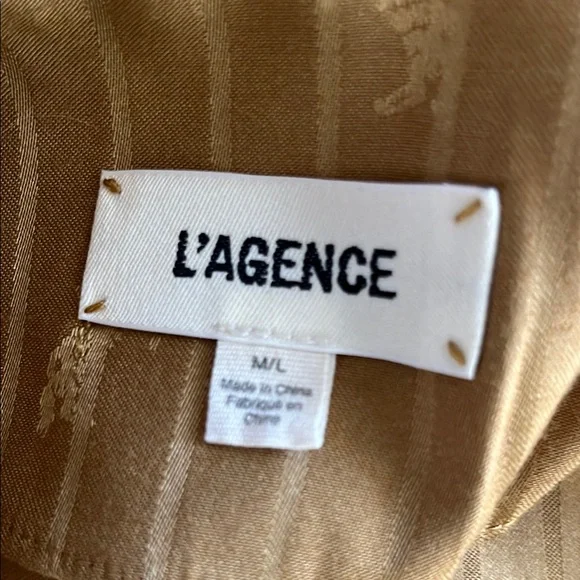 L'AGENCE
M/L
Made in China
Fabriqué en
Chine